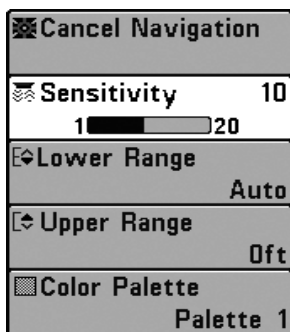 Cancel Navigation
Sensitivity 10
1 20
Lower Range
Auto
Upper Range
0ft
Color Palette
Palette 1